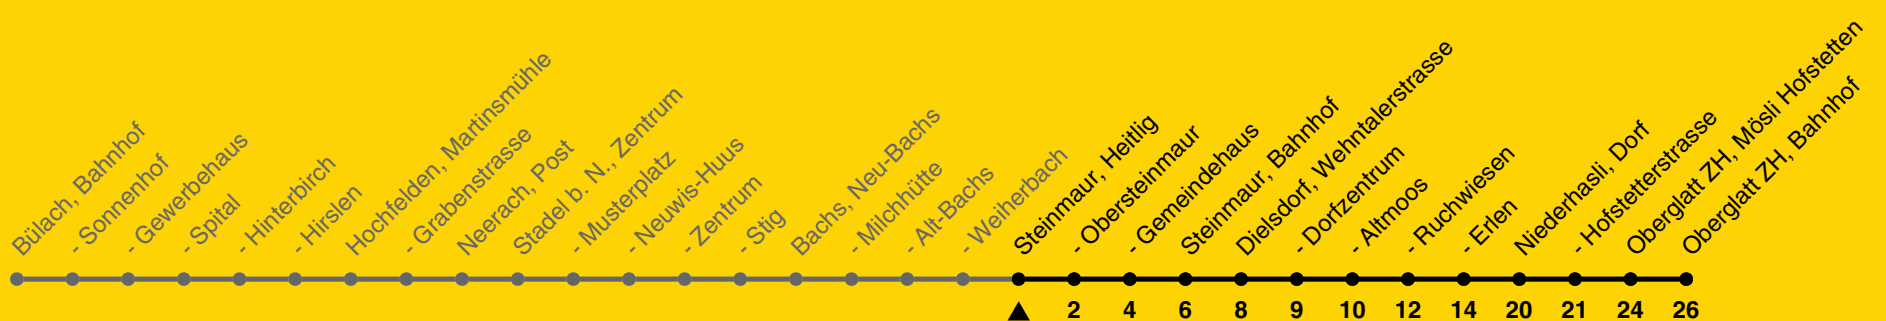 Bülach, Bahnhof
- Sonnenhof
- Gewerbehaus
- Spital
- Hinterbirch
- Hirslen
Hochfelden, Martinsmühle
- Grabenstrasse
Neerach, Post
Stadel b. N., Zentrum
- Musterplatz
- Neuwis-Huus
- Zentrum
- Stig
Bachs, Neu-Bachs
- Milchhütte
- Alt-Bachs
- Weiherbach
Steinmaur, Heitlig
- Obersteinmaur
- Gemeindehaus
Steinmaur, Bahnhof
Dielsdorf, Wehntalerstrasse
- Dorfzentrum
- Altmoos
- Ruchwiesen
- Erlen
Niederhasli, Dorf
- Hofstetterstrasse
Oberglatt ZH, Mösli Hofstetten
Oberglatt ZH, Bahnhof
2 4 6 8 9 10 12 14 20 21 24 26